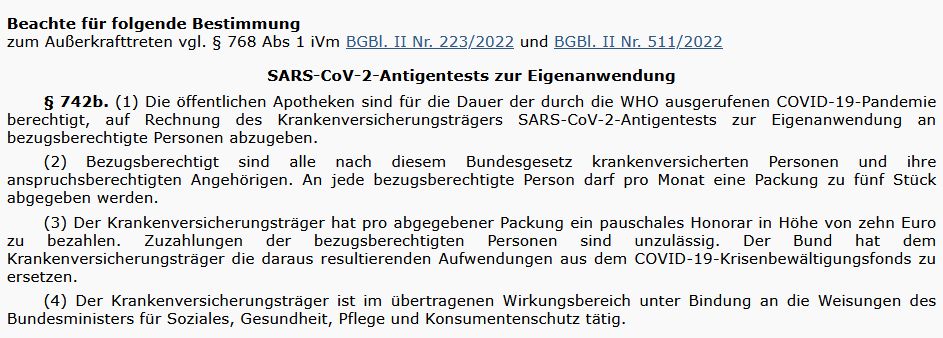 Beachte für folgende Bestimmung
zum Außerkrafttreten vgl. § 768 Abs 1 iVm BGBl. II Nr. 223/2022 und BGBl. II Nr. 511/2022
SARS-CoV-2-Antigentests zur Eigenanwendung
§ 742b. (1) Die öffentlichen Apotheken sind für die Dauer der durch die WHO ausgerufenen COVID-19-Pandemie
berechtigt, auf Rechnung des Krankenversicherungsträgers SARS-CoV-2-Antigentests zur Eigenanwendung an
bezugsberechtigte Personen abzugeben.
(2) Bezugsberechtigt sind alle nach diesem Bundesgesetz krankenversicherten Personen und ihre
anspruchsberechtigten Angehörigen. An jede bezugsberechtigte Person darf pro Monat eine Packung zu fünf Stück
abgegeben werden.
(3) Der Krankenversicherungsträger hat pro abgegebener Packung ein pauschales Honorar in Höhe von zehn Euro
zu bezahlen. Zuzahlungen der bezugsberechtigten Personen sind unzulässig. Der Bund hat dem
Krankenversicherungsträger die daraus resultierenden Aufwendungen aus dem COVID-19-Krisenbewältigungsfonds zu
ersetzen.
(4) Der Krankenversicherungsträger ist im übertragenen Wirkungsbereich unter Bindung an die Weisungen des
Bundesministers für Soziales, Gesundheit, Pflege und Konsumentenschutz tätig.